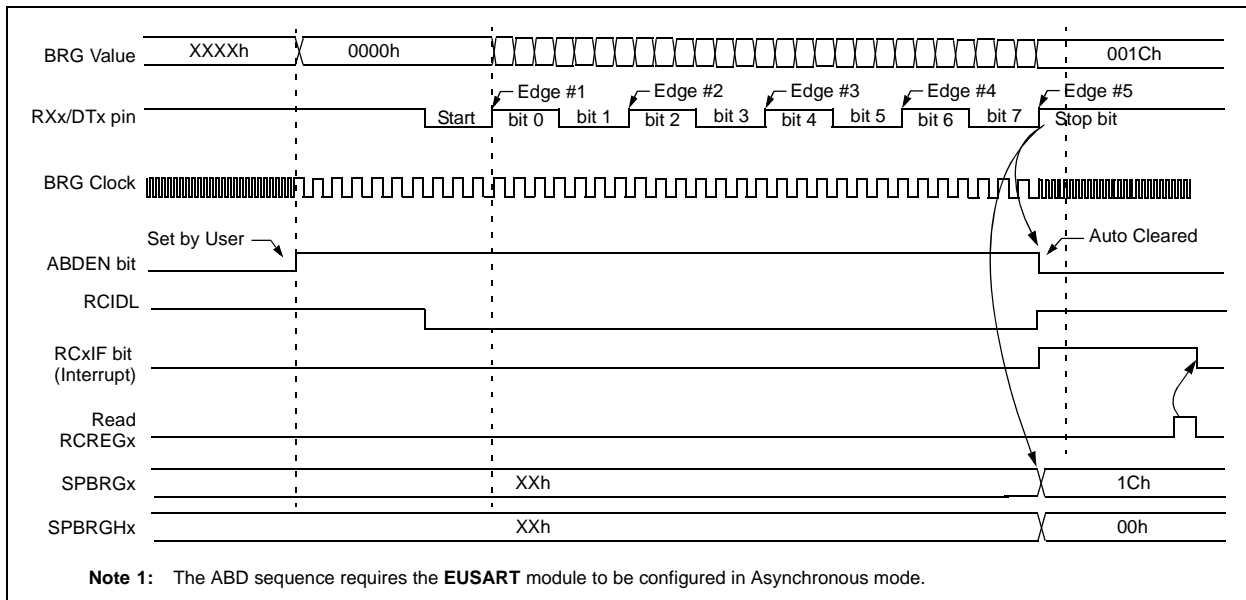 BRG Value XXXXh 0000h 001Ch
Edge #1 Edge #2 Edge #3 Edge #4 Edge #5
RXx/DTx pin Start bit 0 bit 1 bit 2 bit 3 bit 4 bit 5 bit 6 bit 7 Stop bit
BRG Clock
Set by User Auto Cleared
ABDEN bit
RCIDL
RCxIF bit
(Interrupt)
Read
RCREGx
SPBRGx XXh 1Ch
SPBRGHx XXh 00h
Note 1: The ABD sequence requires the EUSART module to be configured in Asynchronous mode.